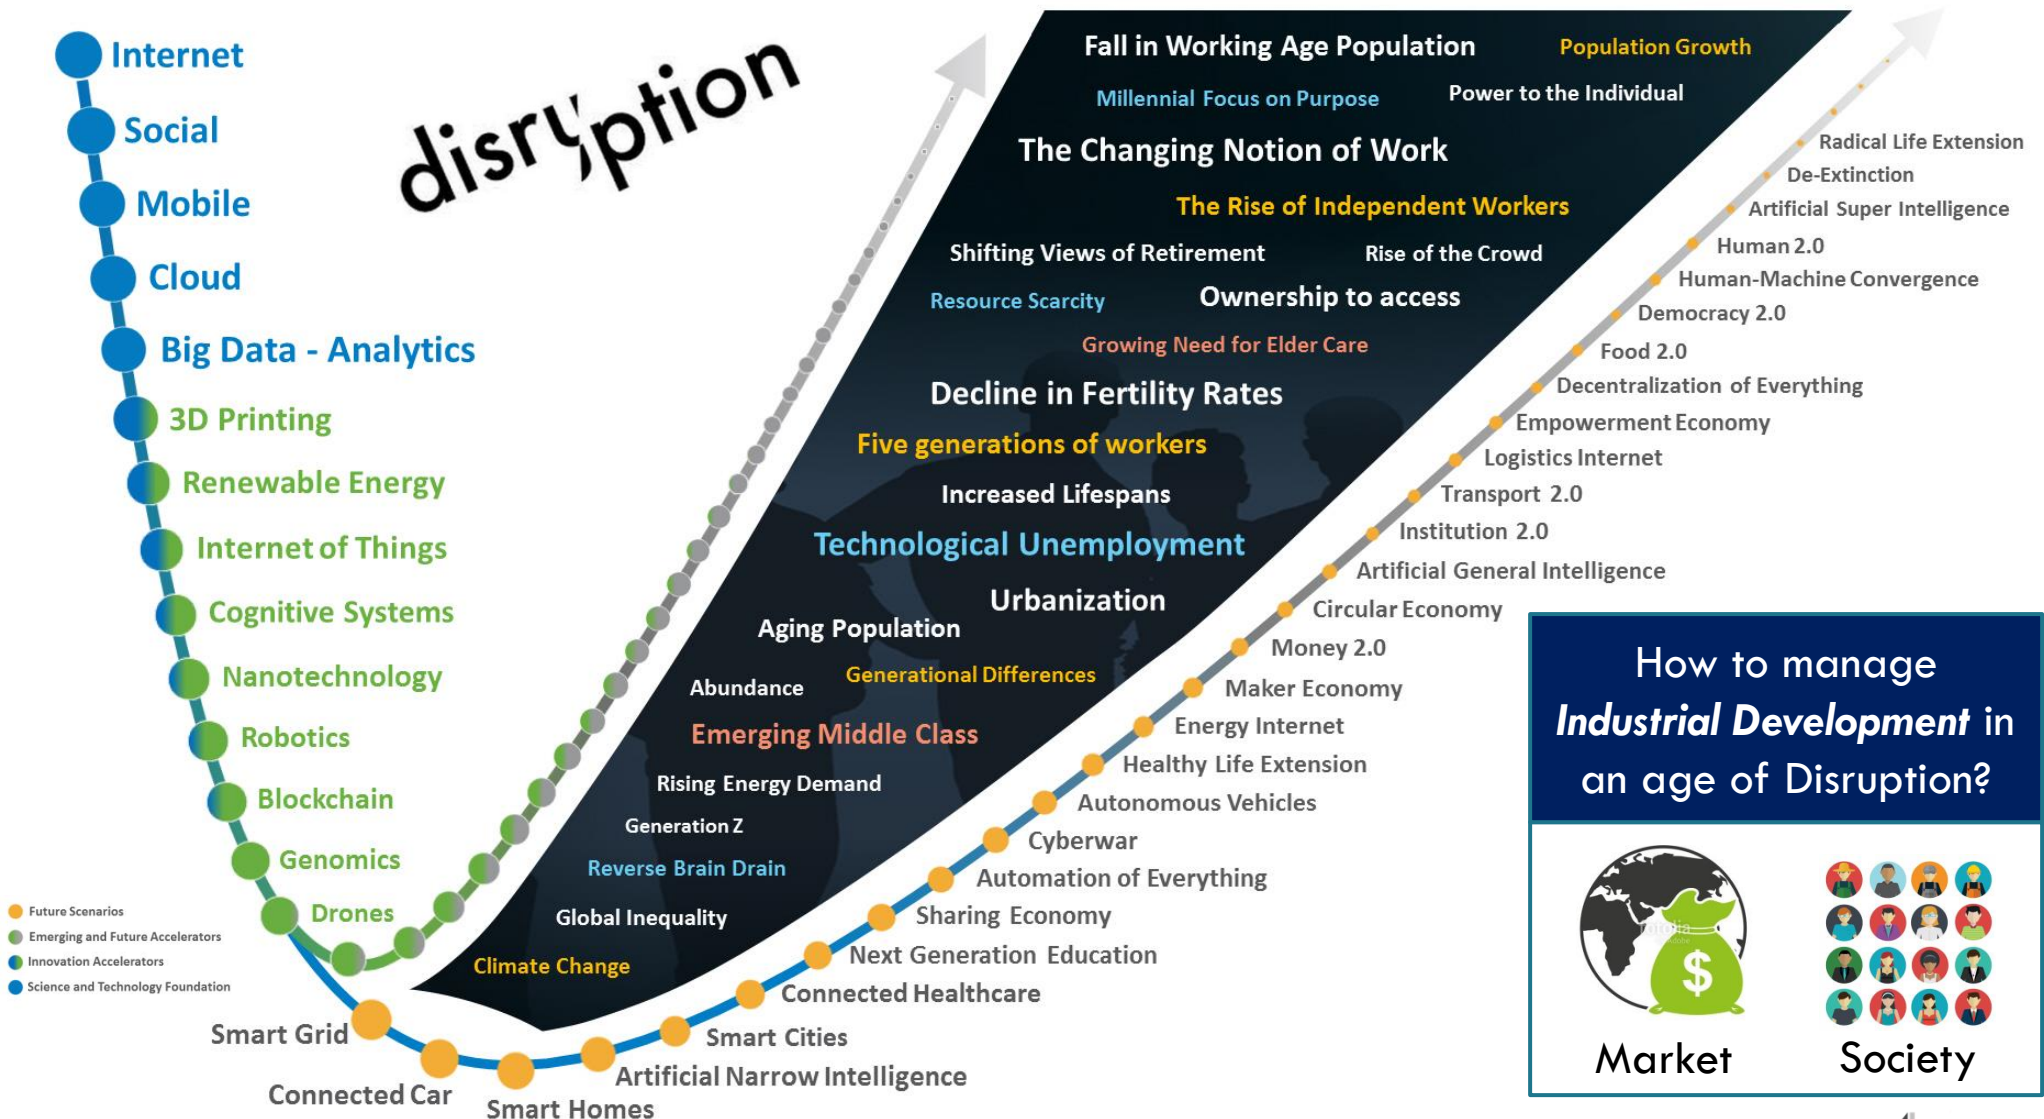 disruption
Internet
Social
Mobile
Cloud
Big Data - Analytics
3D Printing
Renewable Energy
Internet of Things
Cognitive Systems
Nanotechnology
Robotics
Blockchain
Genomics
Drones
Future Scenarios
Emerging and Future Accelerators
Innovation Accelerators
Science and Technology Foundation
Fall in Working Age Population
Population Growth
Millennial Focus on Purpose
Power to the Individual
The Changing Notion of Work
The Rise of Independent Workers
Shifting Views of Retirement
Rise of the Crowd
Resource Scarcity
Ownership to access
Growing Need for Elder Care
Decline in Fertility Rates
Five generations of workers
Increased Lifespans
Technological Unemployment
Urbanization
Aging Population
Generational Differences
Abundance
Emerging Middle Class
Rising Energy Demand
Generation Z
Reverse Brain Drain
Global Inequality
Climate Change
Radical Life Extension
De-Extinction
Artificial Super Intelligence
Human 2.0
Human-Machine Convergence
Democracy 2.0
Food 2.0
Decentralization of Everything
Empowerment Economy
Logistics Internet
Transport 2.0
Institution 2.0
Artificial General Intelligence
Circular Economy
Money 2.0
Maker Economy
Energy Internet
Healthy Life Extension
Autonomous Vehicles
Cyberwar
Automation of Everything
Sharing Economy
Next Generation Education
Connected Healthcare
Smart Cities
Artificial Narrow Intelligence
Smart Homes
Connected Car
Smart Grid
How to manage
Industrial Development in
an age of Disruption?
$
Market
Society